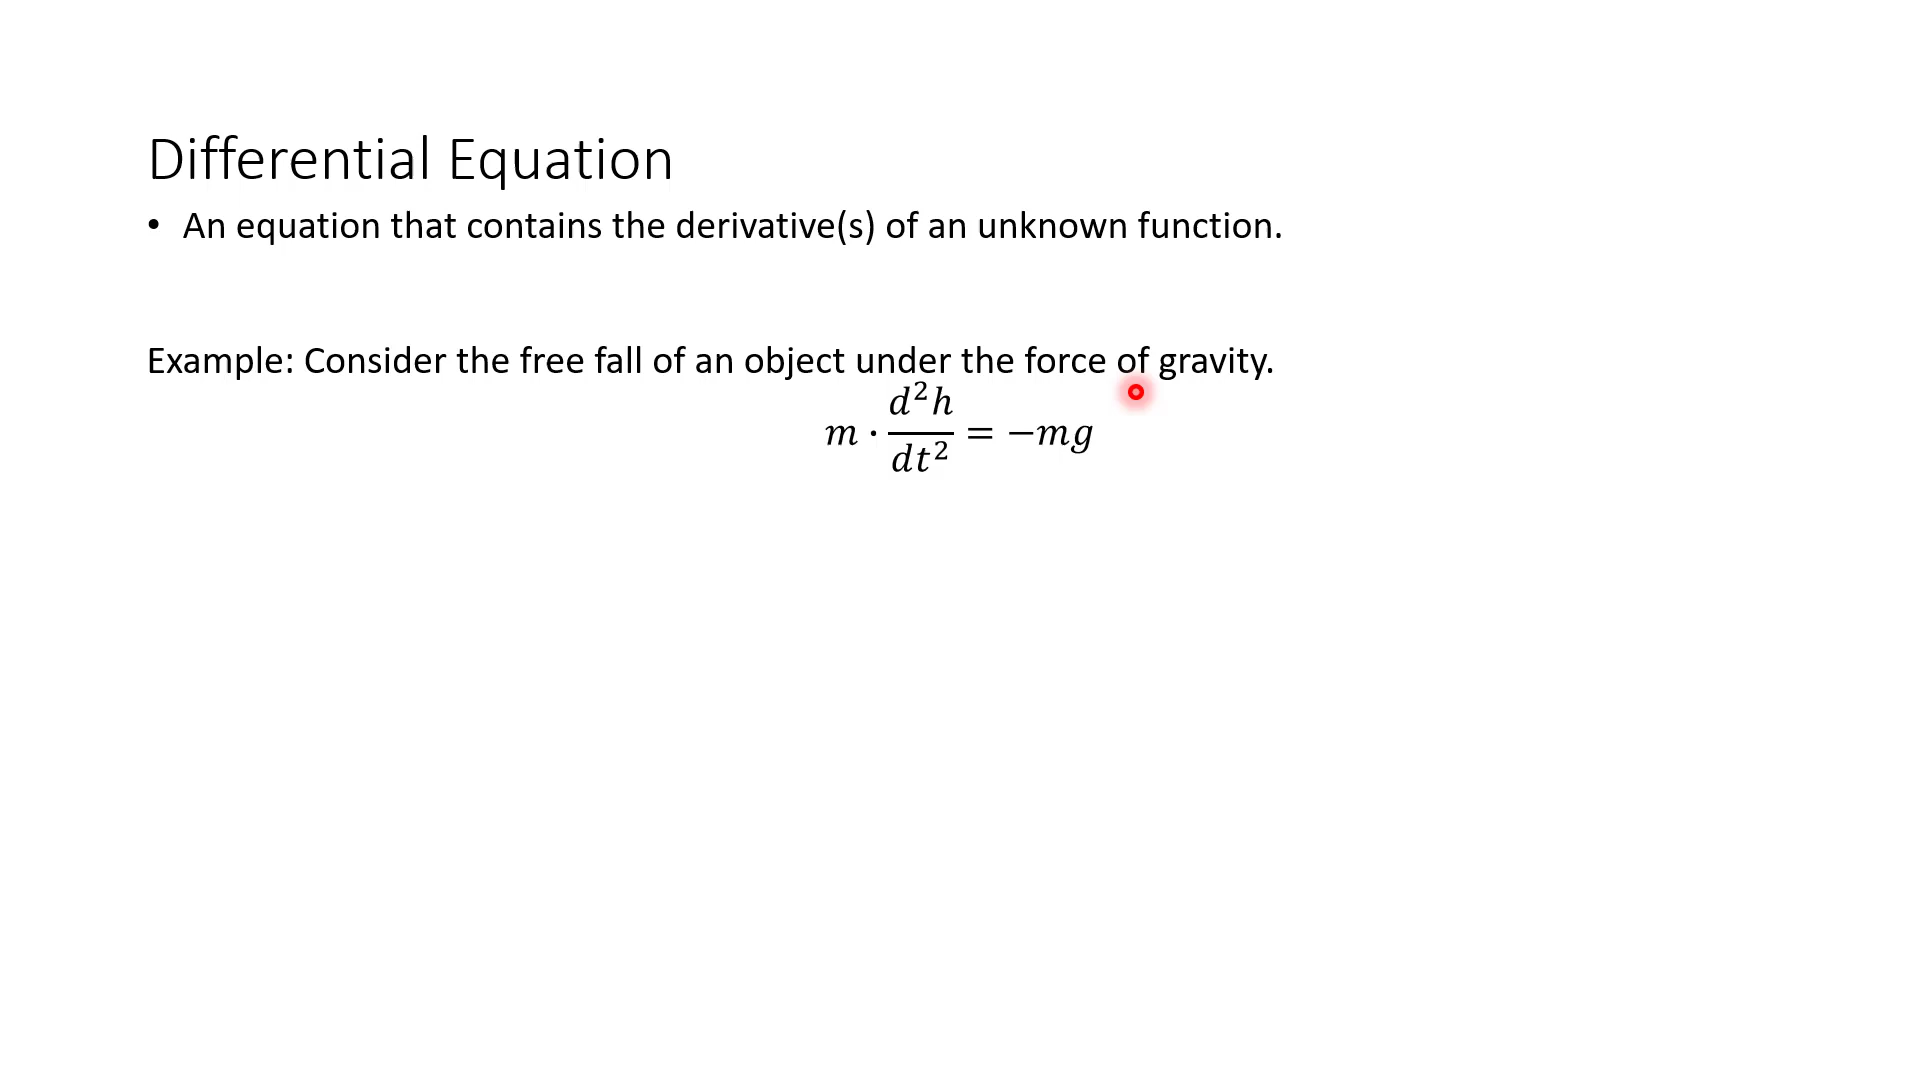 Differential Equation
• An equation that contains the derivative(s) of an unknown function.
Example: Consider the free fall of an object under the force of gravity.
m · d²h/dt² = −mg